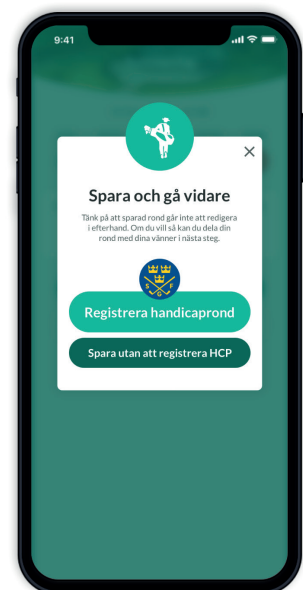 9:41
Spara och gå vidare
Tänk på att sparad rond går inte att redigera
i efterhand. Om du vill så kan du dela din
rond med dina vänner i nästa steg.
S G F
Registrera handicaprond
Spara utan att registrera HCP